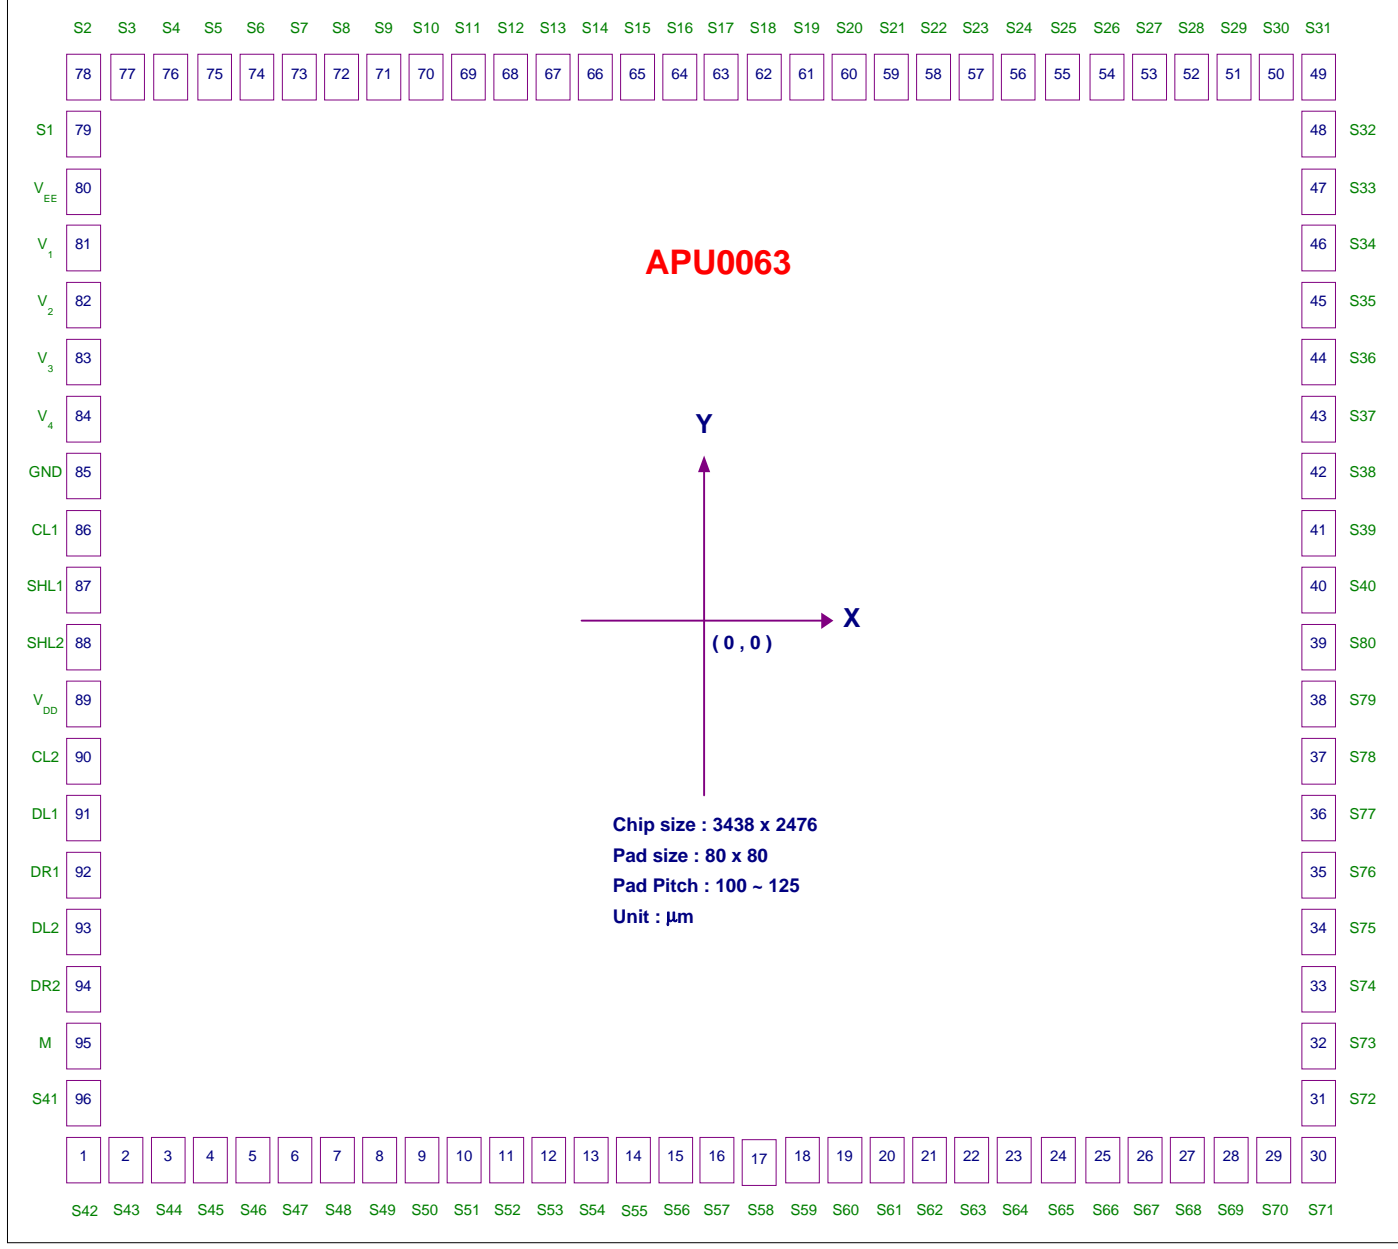 S2 S3 S4 S5 S6 S7 S8 S9 S10 S11 S12 S13 S14 S15 S16 S17 S18 S19 S20 S21 S22 S23 S24 S25 S26 S27 S28 S29 S30 S31
78 77 76 75 74 73 72 71 70 69 68 67 66 65 64 63 62 61 60 59 58 57 56 55 54 53 52 51 50 49
S1 79 48 S32
VEE 80 47 S33
V1 81 46 S34
APU0063
V2 82 45 S35
V3 83 44 S36
V4 84 43 S37
Y
GND 85 42 S38
CL1 86 41 S39
SHL1 87 40 S40
X
SHL2 88 ( 0 , 0 ) 39 S80
VDD 89 38 S79
CL2 90 37 S78
DL1 91 36 S77
Chip size : 3438 x 2476
Pad size : 80 x 80
DR1 92 35 S76
Pad Pitch : 100 ~ 125
Unit : μm
DL2 93 34 S75
DR2 94 33 S74
M 95 32 S73
S41 96 31 S72
1 2 3 4 5 6 7 8 9 10 11 12 13 14 15 16 17 18 19 20 21 22 23 24 25 26 27 28 29 30
S42 S43 S44 S45 S46 S47 S48 S49 S50 S51 S52 S53 S54 S55 S56 S57 S58 S59 S60 S61 S62 S63 S64 S65 S66 S67 S68 S69 S70 S71